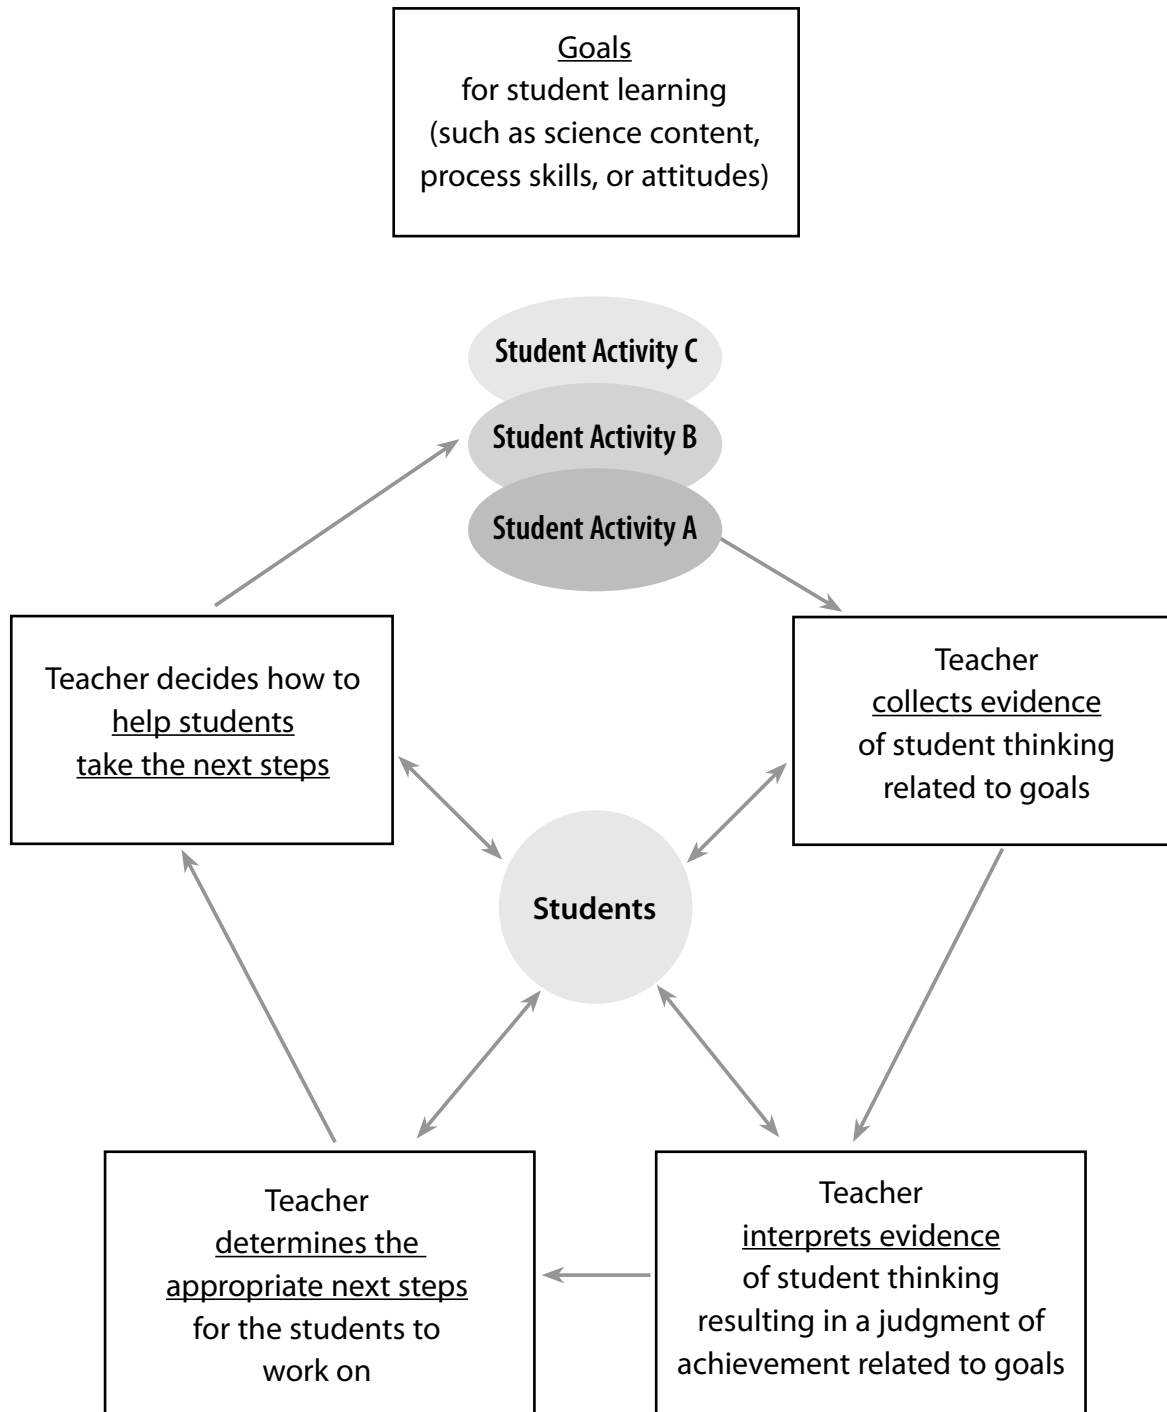 Goals
for student learning
(such as science content,
process skills, or attitudes)
Student Activity C
Student Activity B
Student Activity A
Teacher decides how to
help students
take the next steps
Teacher
collects evidence
of student thinking
related to goals
Students
Teacher
determines the
appropriate next steps
for the students to
work on
Teacher
interprets evidence
of student thinking
resulting in a judgment of
achievement related to goals